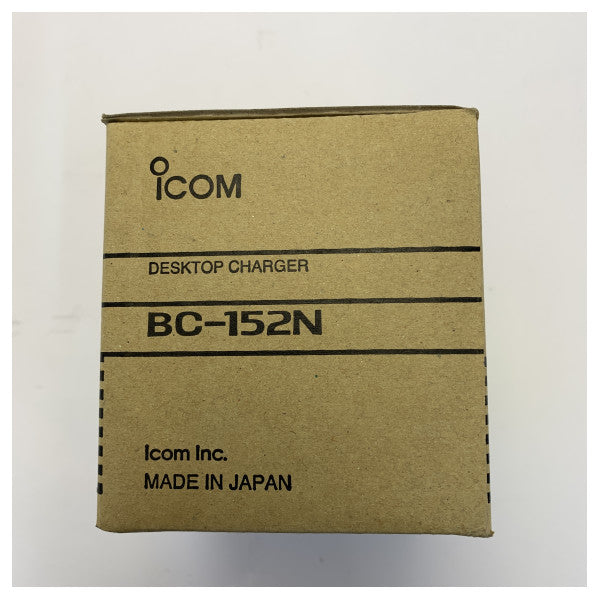 iCOM
DESKTOP CHARGER
BC-152N
Icom Inc.
MADE IN JAPAN